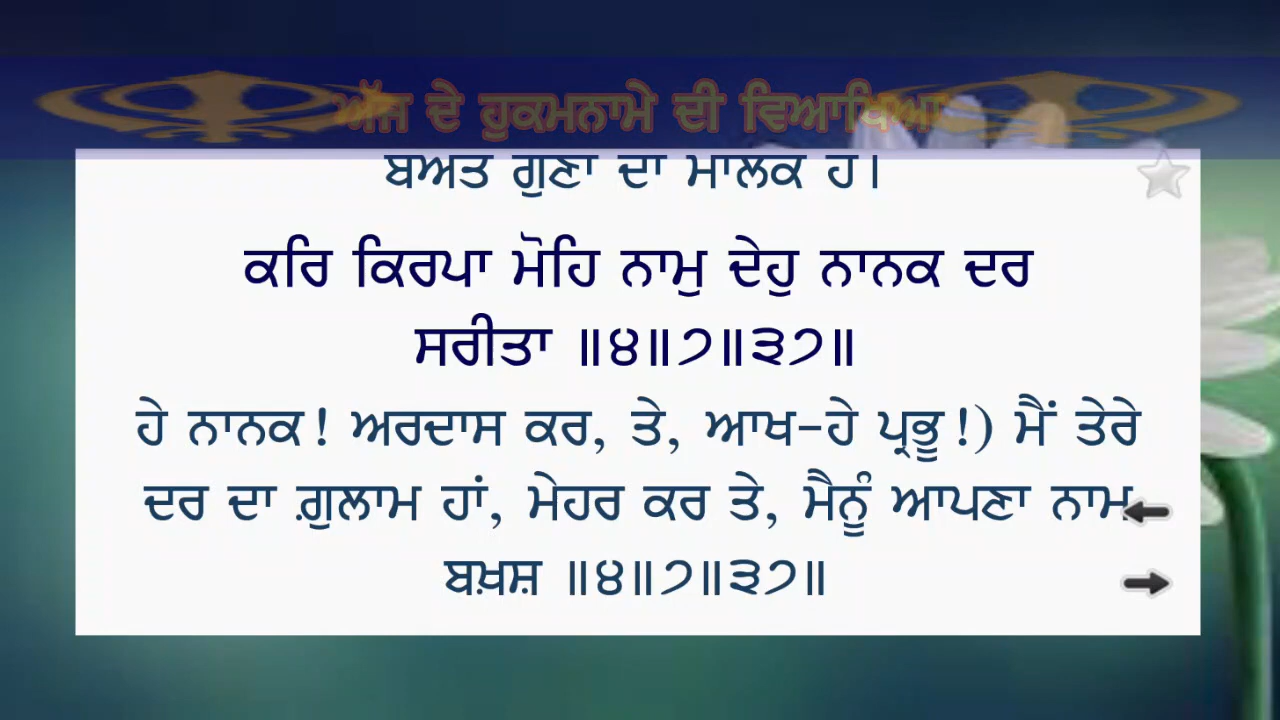 ਅੱਜ ਦੇ ਹੁਕਮਨਾਮੇ ਦੀ ਵਿਆਖਿਆ
ਗੁਣਾਂ ਦਾ ਮਾਲਕ ਹੈ।
ਕਰਿ ਕਿਰਪਾ ਮੋਹਿ ਨਾਮੁ ਦੇਹੁ ਨਾਨਕ ਦਰ
ਸਰੀਤਾ ॥੪॥੭॥੩੭॥
ਹੇ ਨਾਨਕ! ਅਰਦਾਸ ਕਰ, ਤੇ, ਆਖ-ਹੇ ਪ੍ਰਭੂ!) ਮੈਂ ਤੇਰੇ
ਦਰ ਦਾ ਗ਼ੁਲਾਮ ਹਾਂ, ਮੇਹਰ ਕਰ ਤੇ, ਮੈਨੂੰ ਆਪਣਾ ਨਾਮ
ਬਖ਼ਸ਼ ॥੪॥੭॥੩੭॥